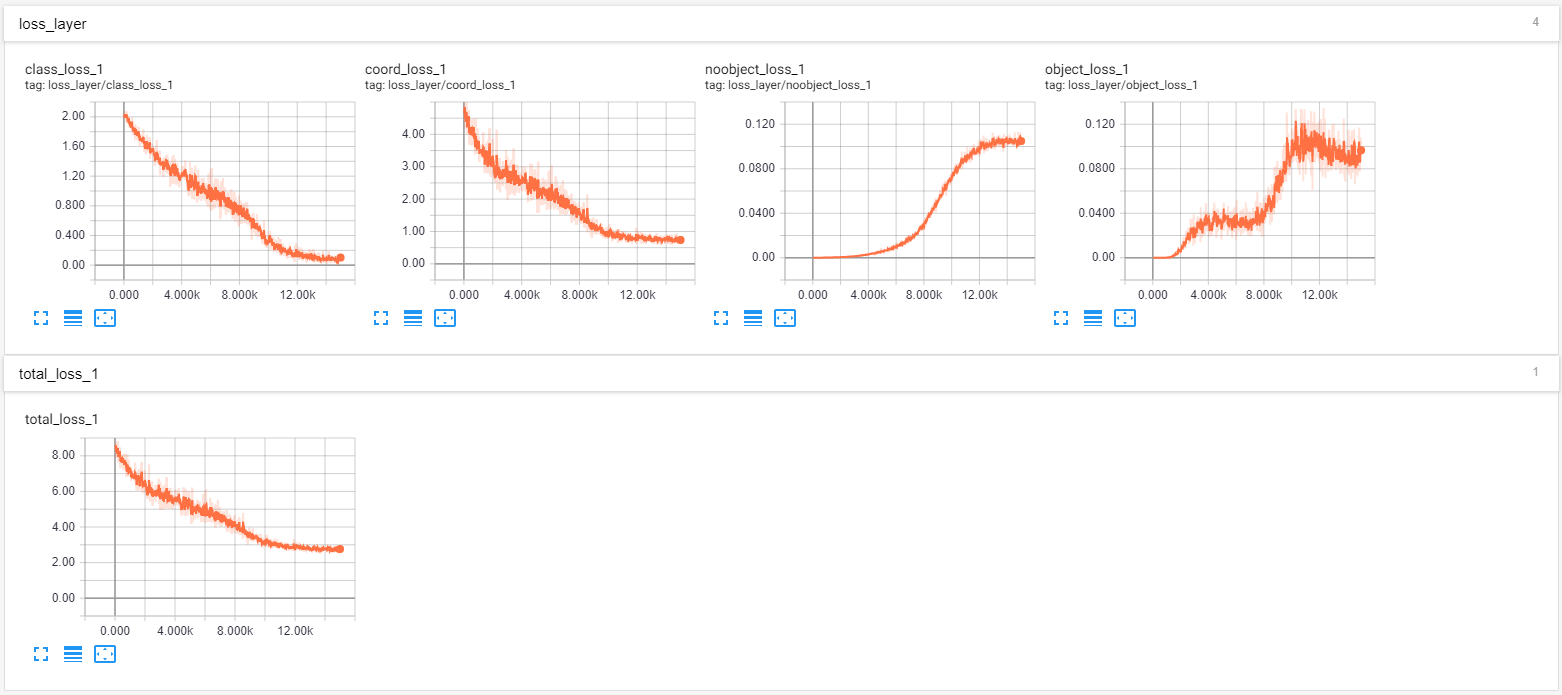 loss_layer 4
class_loss_1 coord_loss_1 noobject_loss_1 object_loss_1
tag: loss_layer/class_loss_1 tag: loss_layer/coord_loss_1 tag: loss_layer/noobject_loss_1 tag: loss_layer/object_loss_1
2.00
1.60
1.20
0.800
0.400
0.00
0.000 4.000k 8.000k 12.00k
4.00
3.00
2.00
1.00
0.00
0.000 4.000k 8.000k 12.00k
0.120
0.0800
0.0400
0.00
0.000 4.000k 8.000k 12.00k
0.120
0.0800
0.0400
0.00
0.000 4.000k 8.000k 12.00k
total_loss_1 1
total_loss_1
8.00
6.00
4.00
2.00
0.00
0.000 4.000k 8.000k 12.00k